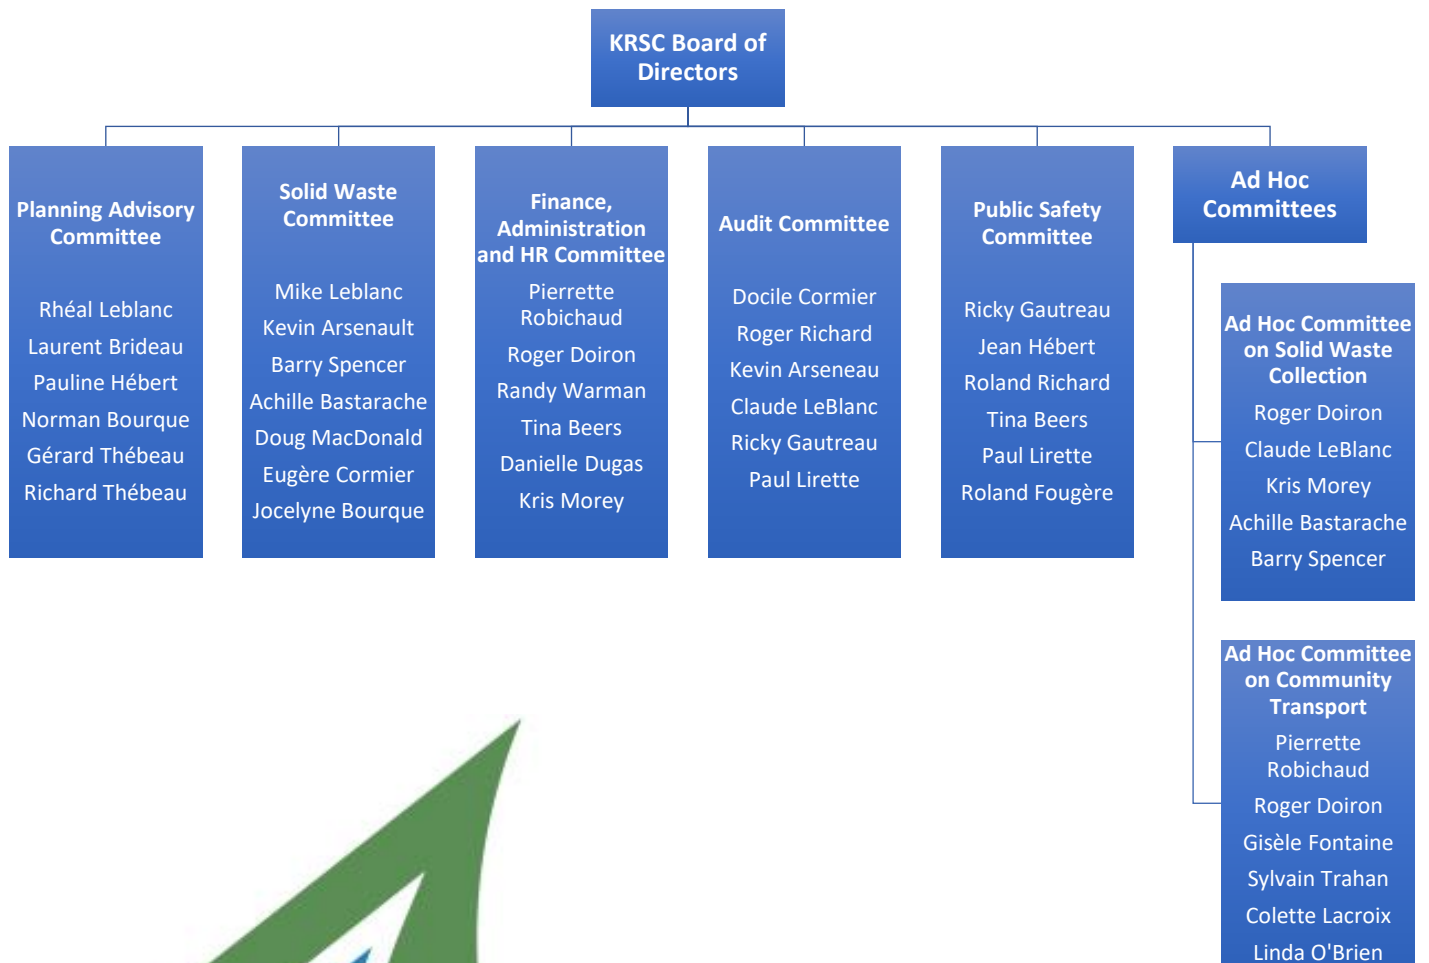 KRSC Board of
Directors
Planning Advisory
Committee
Rhéal Leblanc
Laurent Brideau
Pauline Hébert
Norman Bourque
Gérard Thébeau
Richard Thébeau
Solid Waste
Committee
Mike Leblanc
Kevin Arsenault
Barry Spencer
Achille Bastarache
Doug MacDonald
Eugère Cormier
Jocelyne Bourque
Finance,
Administration
and HR Committee
Pierrette
Robichaud
Roger Doiron
Randy Warman
Tina Beers
Danielle Dugas
Kris Morey
Audit Committee
Docile Cormier
Roger Richard
Kevin Arseneau
Claude LeBlanc
Ricky Gautreau
Paul Lirette
Public Safety
Committee
Ricky Gautreau
Jean Hébert
Roland Richard
Tina Beers
Paul Lirette
Roland Fougère
Ad Hoc
Committees
Ad Hoc Committee
on Solid Waste
Collection
Roger Doiron
Claude LeBlanc
Kris Morey
Achille Bastarache
Barry Spencer
Ad Hoc Committee
on Community
Transport
Pierrette
Robichaud
Roger Doiron
Gisèle Fontaine
Sylvain Trahan
Colette Lacroix
Linda O'Brien